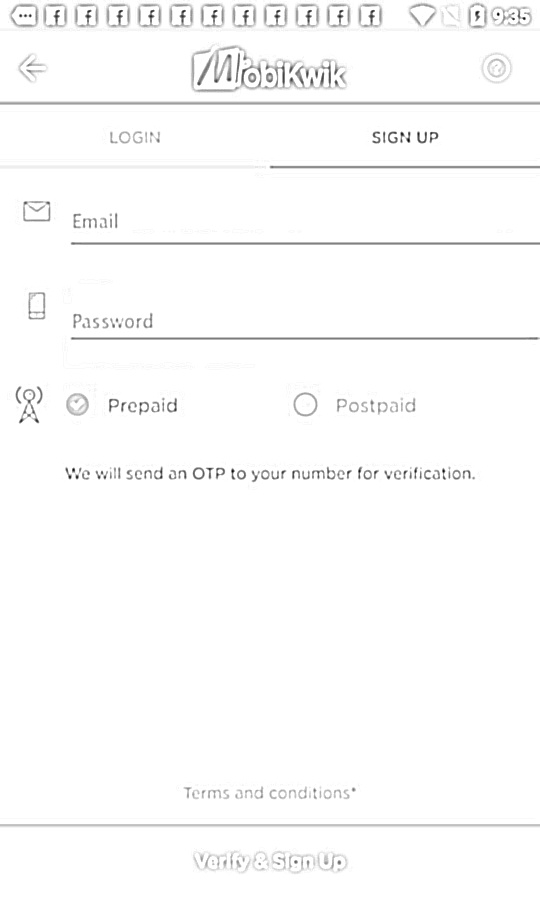 9:35
MobiKwik
LOGIN SIGN UP
Email
Password
Prepaid Postpaid
We will send an OTP to your number for verification.
Terms and conditions*
Verify & Sign Up